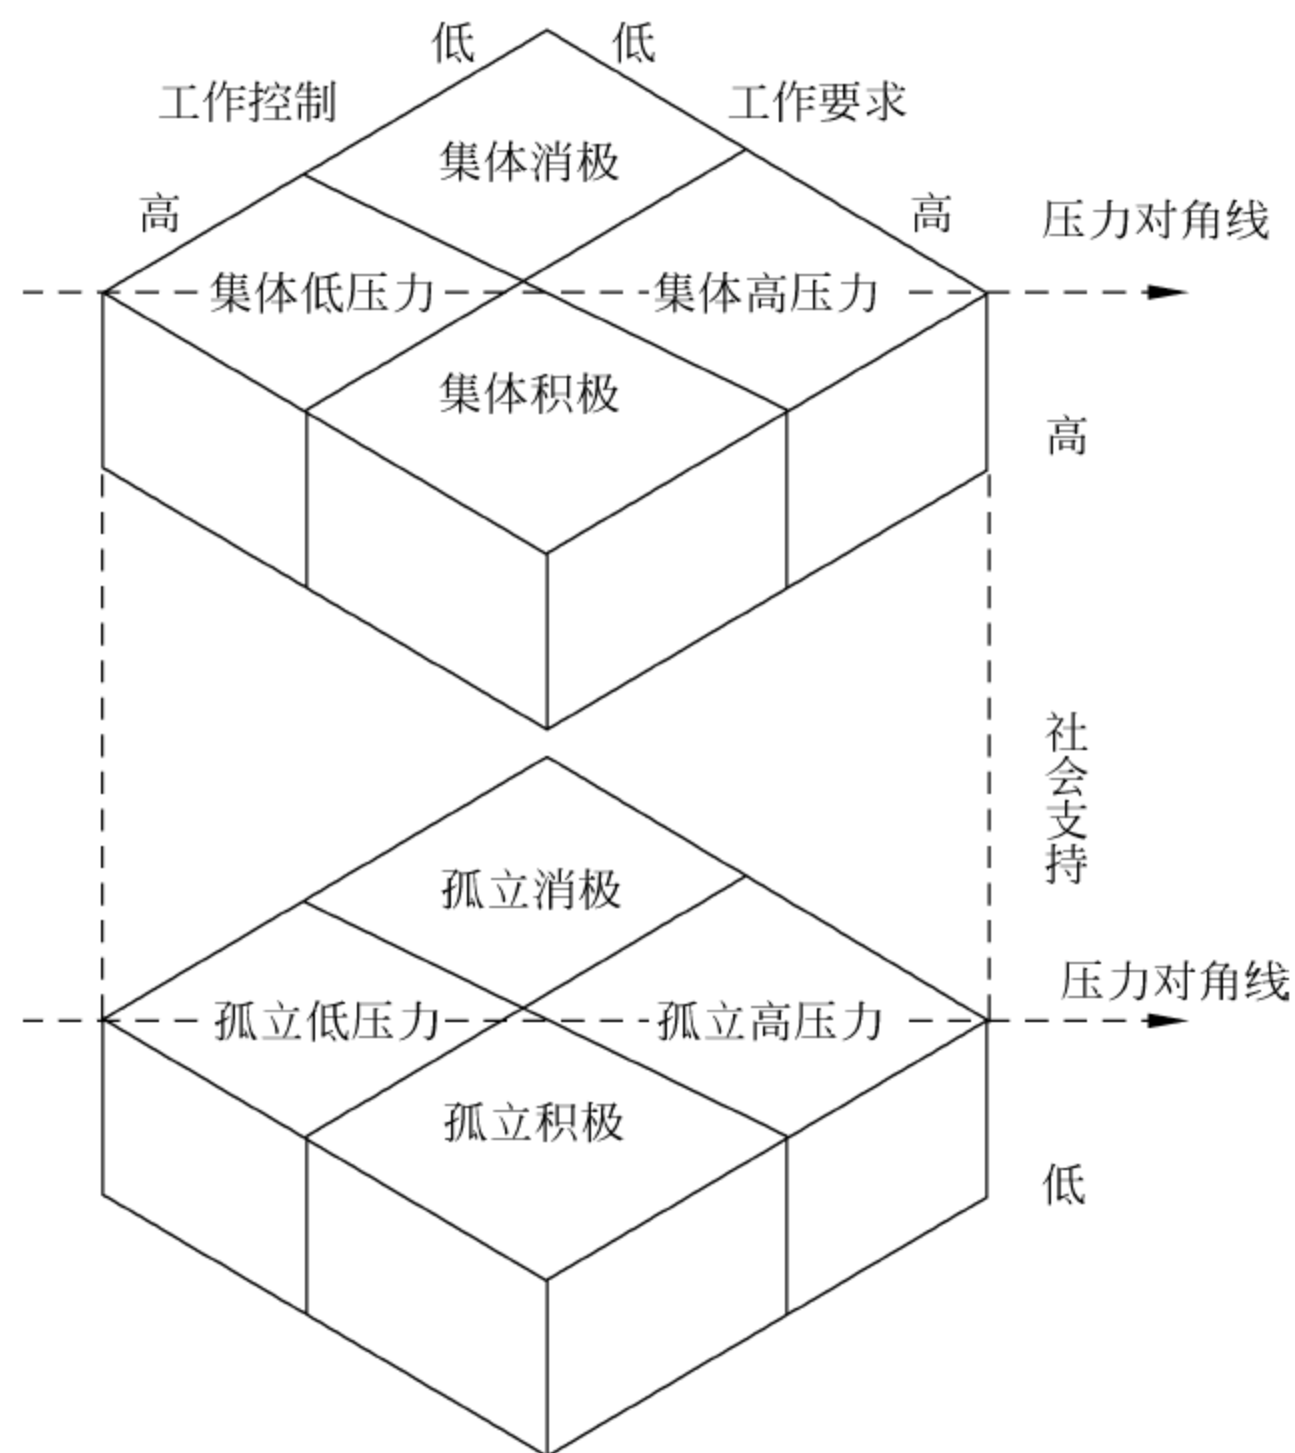 低
低
工作控制
工作要求
集体消极
高
高
压力对角线
集体低压力
集体高压力
集体积极
高
社会支持
孤立消极
压力对角线
孤立低压力
孤立高压力
孤立积极
低